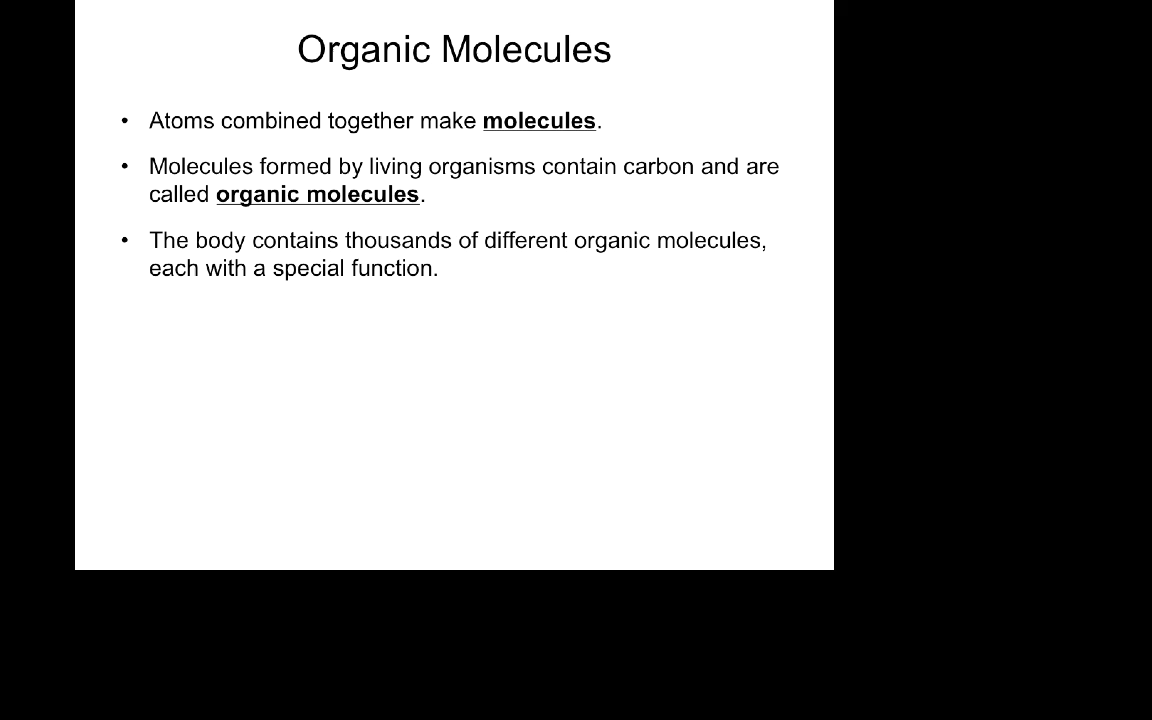 Organic Molecules
• Atoms combined together make molecules.
• Molecules formed by living organisms contain carbon and are
called organic molecules.
• The body contains thousands of different organic molecules,
each with a special function.